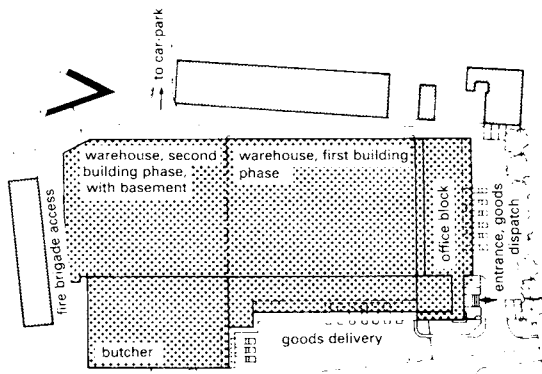 to car-park
warehouse, second
building phase,
with basement
warehouse, first building
phase
office block
entrance, goods
dispatch
fire brigade access
butcher
goods delivery